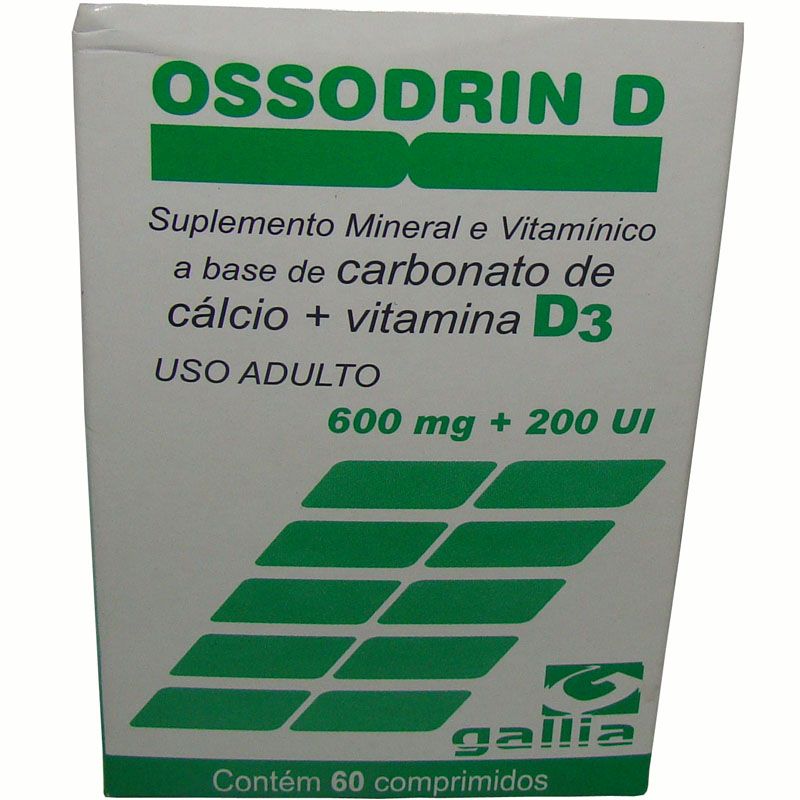 OSSODRIN D
Suplemento Mineral e Vitamínico
a base de carbonato de
cálcio + vitamina D3
USO ADULTO
600 mg + 200 UI
gallia
Contém 60 comprimidos